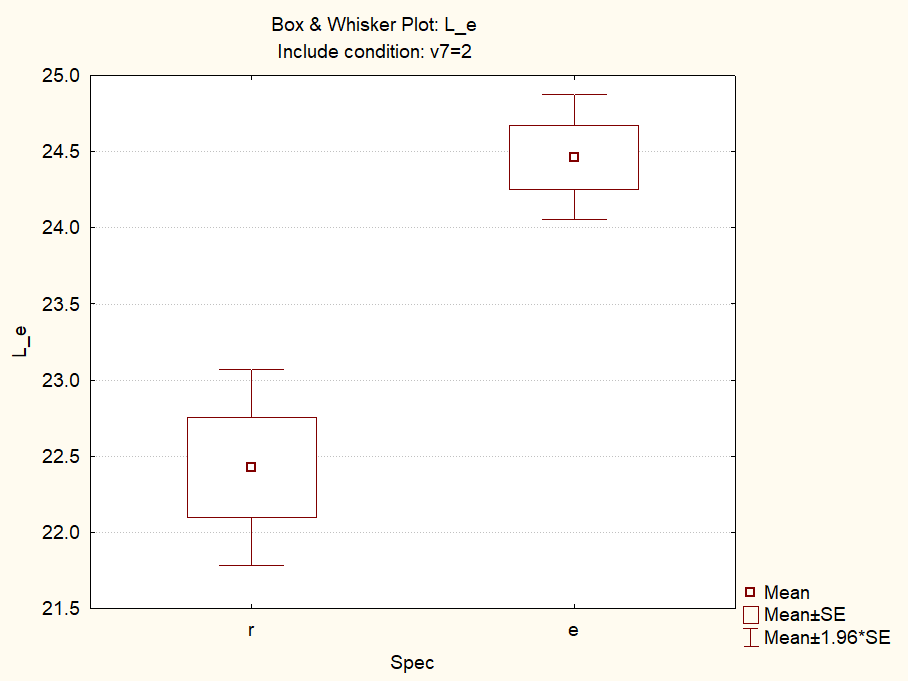 Box & Whisker Plot: L_e
Include condition: v7=2
25.0
24.5
24.0
23.5
23.0
22.5
22.0
21.5
L_e
r
e
Spec
Mean
Mean±SE
Mean±1.96*SE